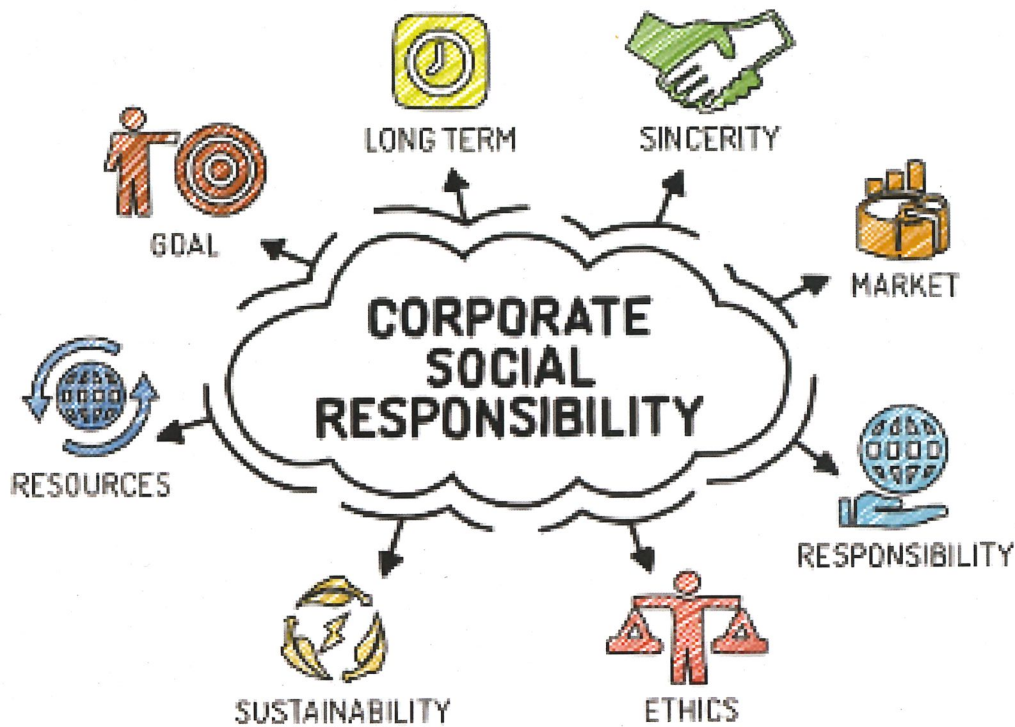 LONG TERM
SINCERITY
GOAL
MARKET
CORPORATE
SOCIAL
RESPONSIBILITY
RESOURCES
RESPONSIBILITY
SUSTAINABILITY
ETHICS